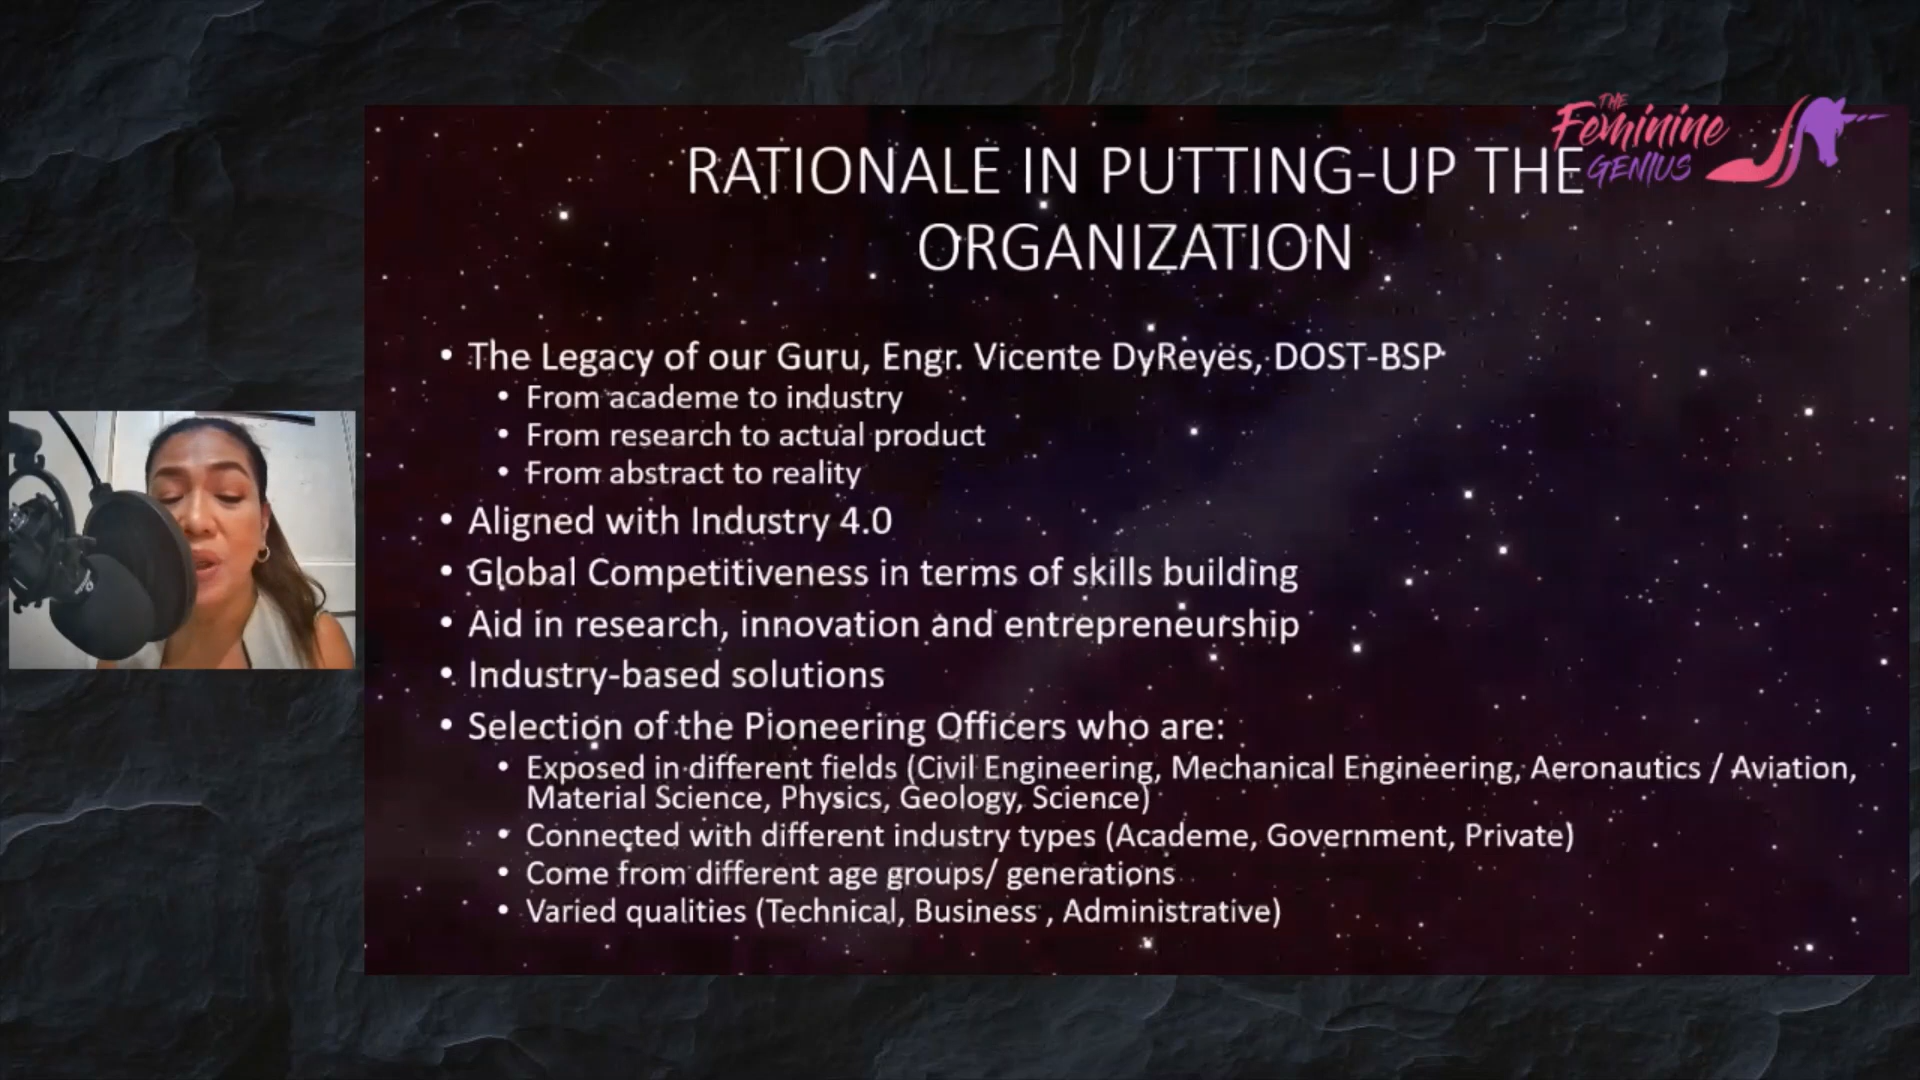 THE
Feminine
GENIUS
RATIONALE IN PUTTING-UP THE
ORGANIZATION
• The Legacy of our Guru, Engr. Vicente DyReyes, DOST-BSP
• From academe to industry
• From research to actual product
• From abstract to reality
• Aligned with Industry 4.0
• Global Competitiveness in terms of skills building
• Aid in research, innovation and entrepreneurship
• Industry-based solutions
• Selection of the Pioneering Officers who are:
• Exposed in different fields (Civil Engineering, Mechanical Engineering, Aeronautics / Aviation,
Material Science, Physics, Geology, Science)
• Connected with different industry types (Academe, Government, Private)
• Come from different age groups/ generations
• Varied qualities (Technical, Business , Administrative)